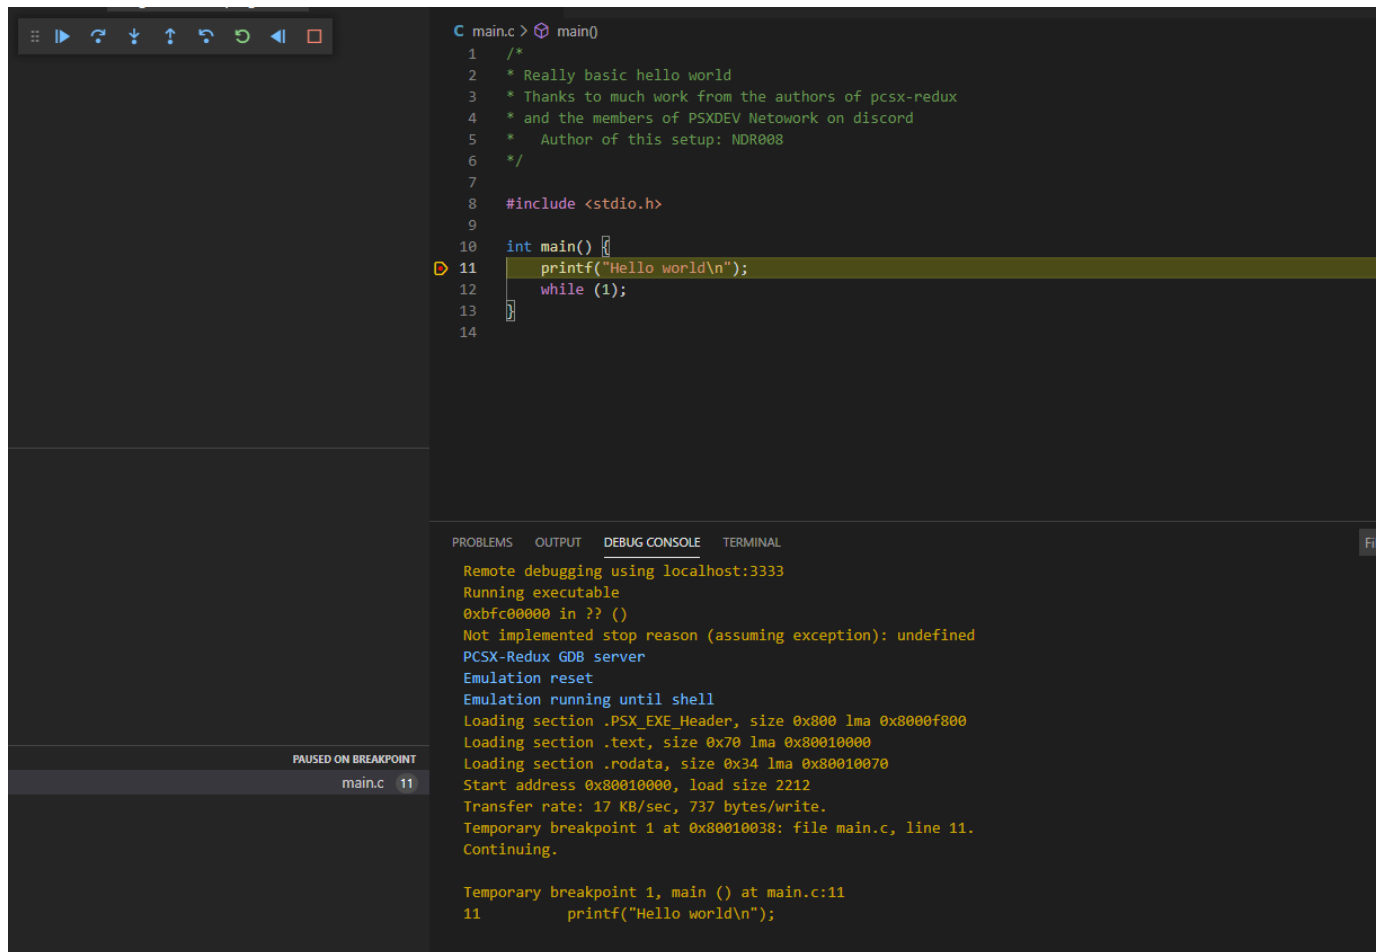 main.c > main()
1 /*
2 * Really basic hello world
3 * Thanks to much work from the authors of pcsx-redux
4 * and the members of PSXDEV Netowork on discord
5 *   Author of this setup: NDR008
6 */
7
8 #include <stdio.h>
9
10 int main() {
11     printf("Hello world\n");
12     while (1);
13 }
14
PROBLEMS OUTPUT DEBUG CONSOLE TERMINAL
Remote debugging using localhost:3333
Running executable
0xbfc00000 in ?? ()
Not implemented stop reason (assuming exception): undefined
PCSX-Redux GDB server
Emulation reset
Emulation running until shell
Loading section .PSX_EXE_Header, size 0x800 lma 0x8000f800
Loading section .text, size 0x70 lma 0x80010000
Loading section .rodata, size 0x34 lma 0x80010070
Start address 0x80010000, load size 2212
Transfer rate: 17 KB/sec, 737 bytes/write.
Temporary breakpoint 1 at 0x80010038: file main.c, line 11.
Continuing.
Temporary breakpoint 1, main () at main.c:11
11          printf("Hello world\n");
PAUSED ON BREAKPOINT
main.c 11